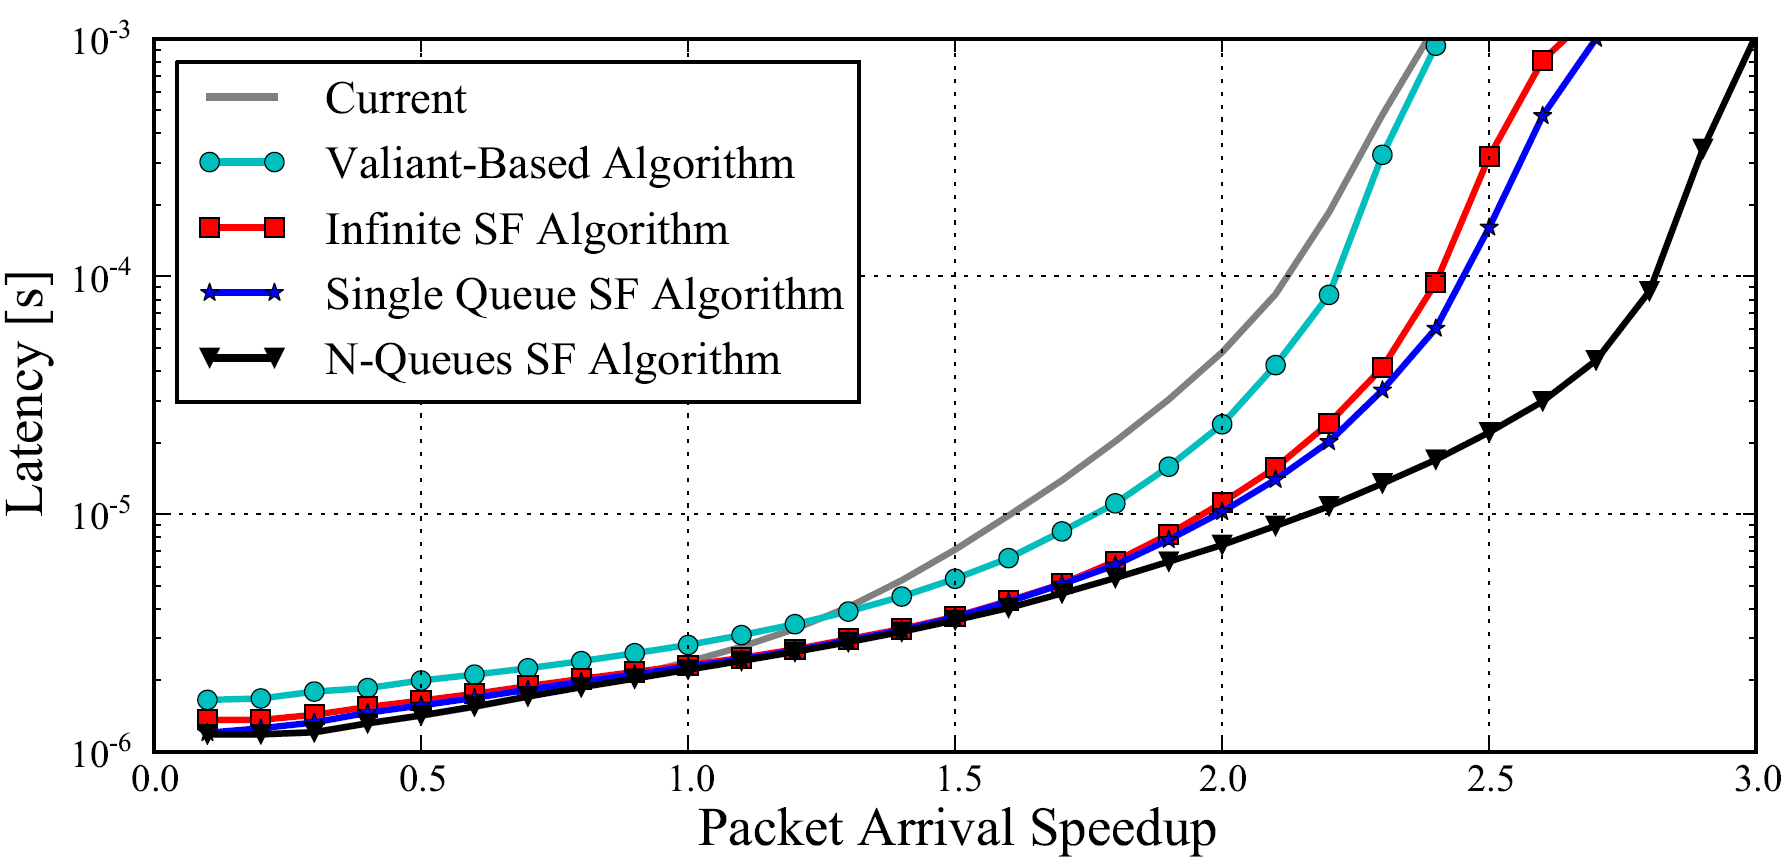 10-3
Current
Valiant-Based Algorithm
Infinite SF Algorithm
Single Queue SF Algorithm
N-Queues SF Algorithm
10-4
10-5
10-6
Latency [s]
0.0 0.5 1.0 1.5 2.0 2.5 3.0
Packet Arrival Speedup